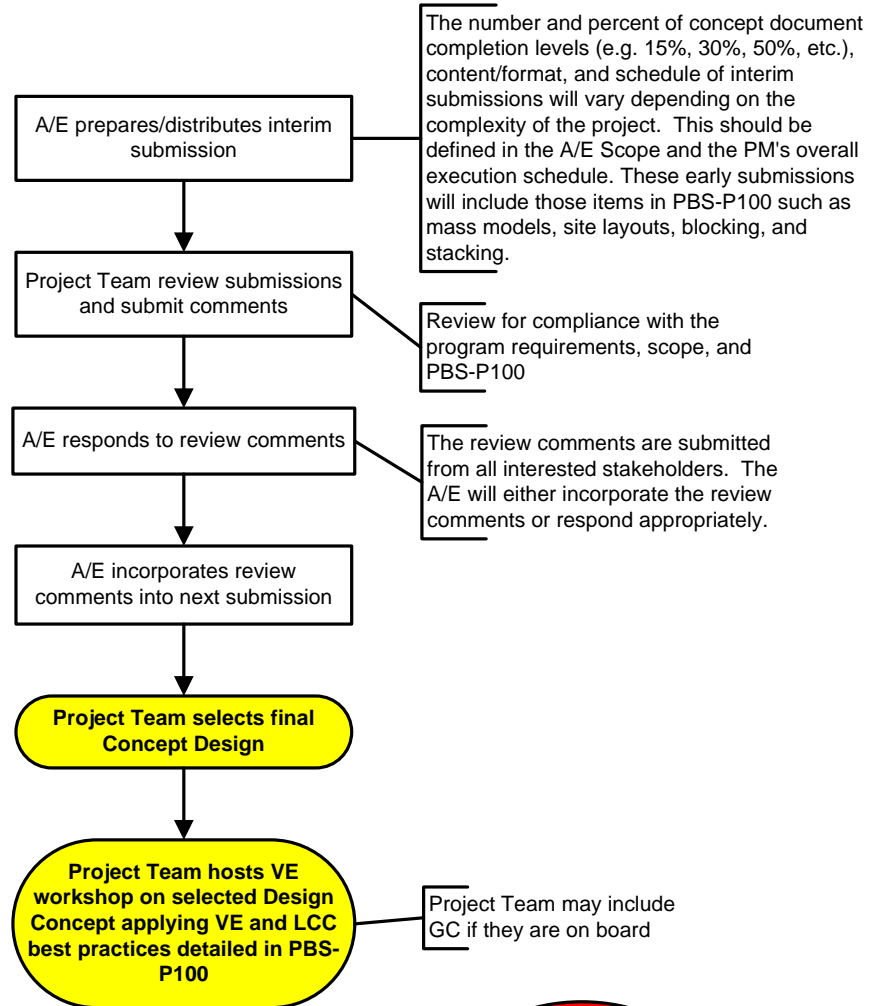 A/E prepares/distributes interim
submission
The number and percent of concept document
completion levels (e.g. 15%, 30%, 50%, etc.),
content/format, and schedule of interim
submissions will vary depending on the
complexity of the project.  This should be
defined in the A/E Scope and the PM's overall
execution schedule. These early submissions
will include those items in PBS-P100 such as
mass models, site layouts, blocking, and
stacking.
Project Team review submissions
and submit comments
Review for compliance with the
program requirements, scope, and
PBS-P100
A/E responds to review comments
The review comments are submitted
from all interested stakeholders.  The
A/E will either incorporate the review
comments or respond appropriately.
A/E incorporates review
comments into next submission
Project Team selects final
Concept Design
Project Team hosts VE
workshop on selected Design
Concept applying VE and LCC
best practices detailed in PBS-
P100
Project Team may include
GC if they are on board